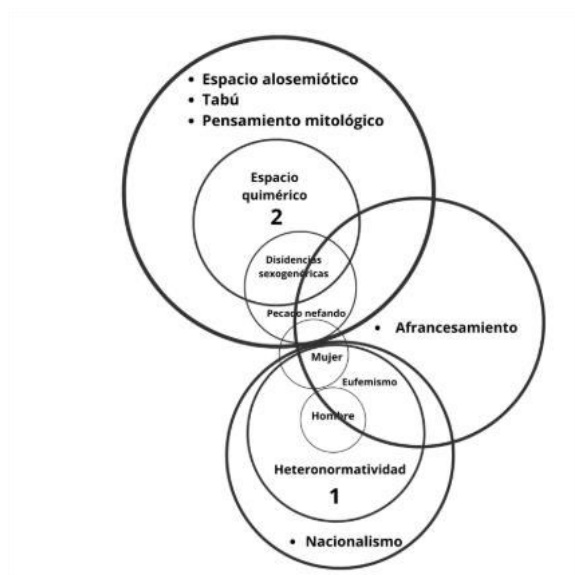 • Espacio alosemiótico
• Tabú
• Pensamiento mitológico
Espacio
quimérico
2
Disidencias
sexogenéricas
Pecado nefando
• Afrancesamiento
Mujer
Eufemismo
Hombre
Heteronormatividad
1
• Nacionalismo